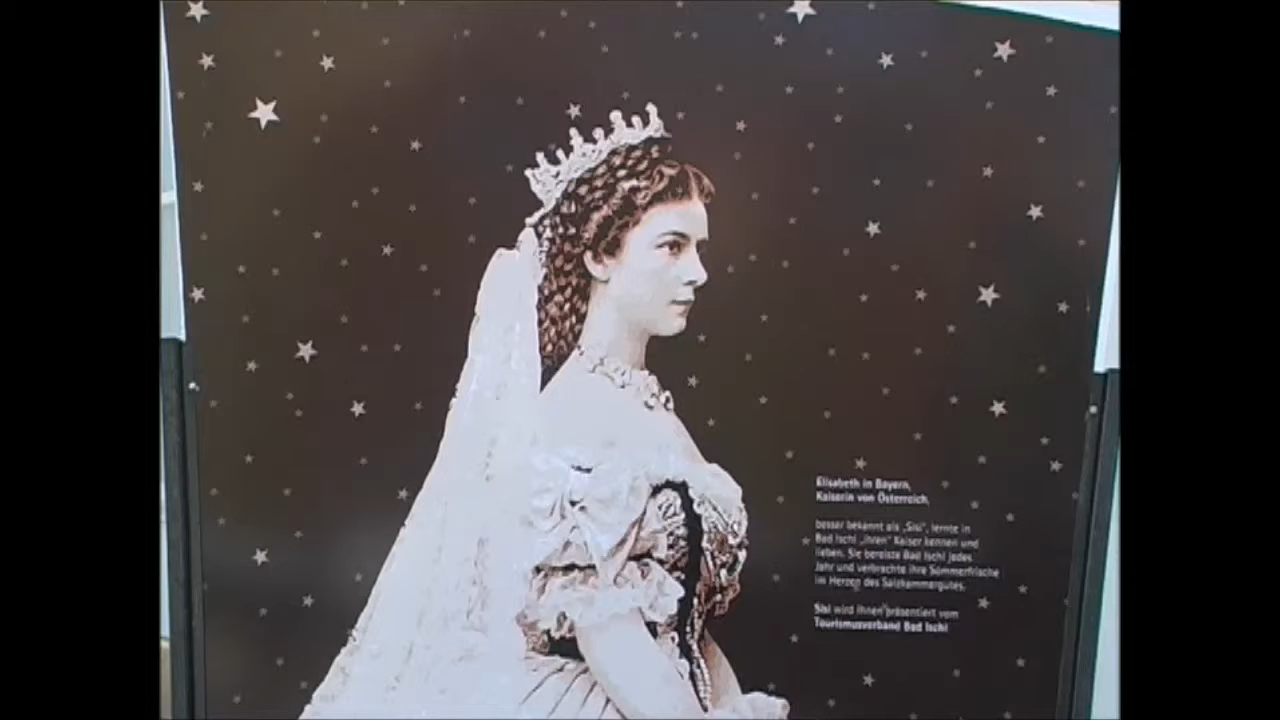 Elisabeth in Bayern,
Kaiserin von Österreich,
besser bekannt als „Sisi“, lernte in
Bad Ischl „ihren“ Kaiser kennen und
lieben. Sie bereiste Bad Ischl jedes
Jahr und verbrachte ihre Sommerfrische
im Herzen des Salzkammergutes.
Sisi wird Ihnen präsentiert vom
Tourismusverband Bad Ischl